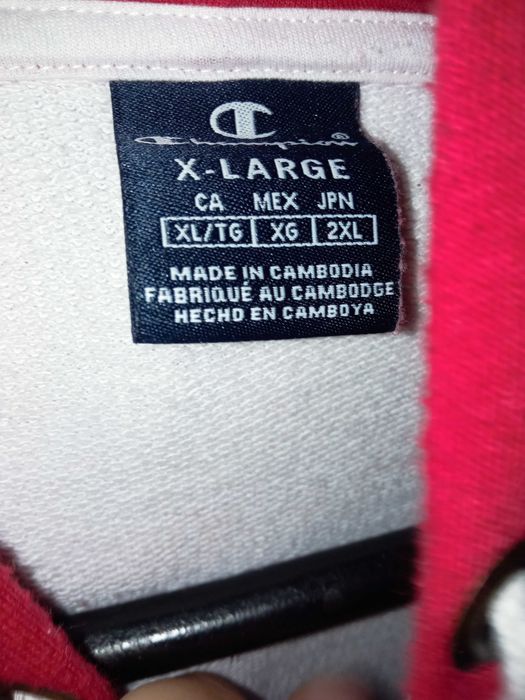 Champion®
X-LARGE
CA MEX JPN
XL/TG XG 2XL
MADE IN CAMBODIA
FABRIQUÉ AU CAMBODGE
HECHO EN CAMBOYA